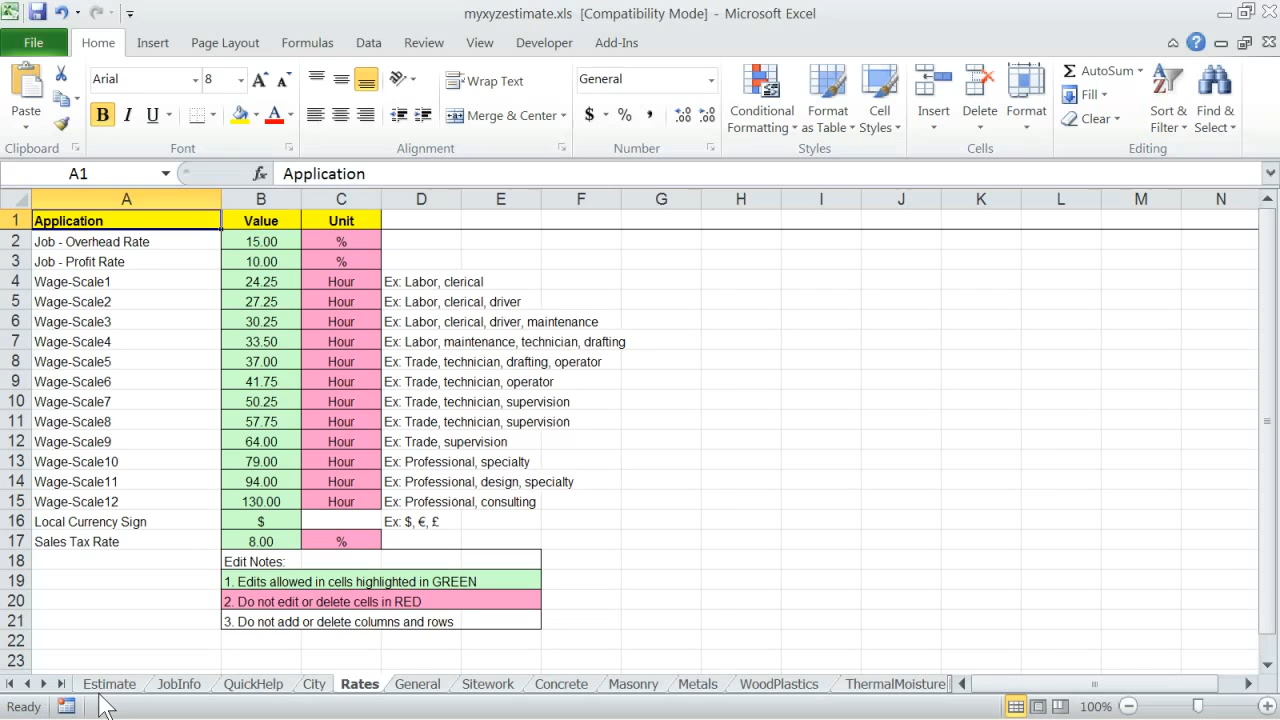 myxyzestimate.xls [Compatibility Mode] - Microsoft Excel
File Home Insert Page Layout Formulas Data Review View Developer Add-Ins
Paste Arial 8 Wrap Text General Conditional Formatting Format as Table Cell Styles Insert Delete Format AutoSum Sort & Filter Find & Select
B I U Merge & Center $ % , Fill
Clear
Clipboard Font Alignment Number Styles Cells Editing
A1 fx Application
A B C D E F G H I J K L M N
1 Application Value Unit
2 Job - Overhead Rate 15.00 %
3 Job - Profit Rate 10.00 %
4 Wage-Scale1 24.25 Hour Ex: Labor, clerical
5 Wage-Scale2 27.25 Hour Ex: Labor, clerical, driver
6 Wage-Scale3 30.25 Hour Ex: Labor, clerical, driver, maintenance
7 Wage-Scale4 33.50 Hour Ex: Labor, maintenance, technician, drafting
8 Wage-Scale5 37.00 Hour Ex: Trade, technician, drafting, operator
9 Wage-Scale6 41.75 Hour Ex: Trade, technician, operator
10 Wage-Scale7 50.25 Hour Ex: Trade, technician, supervision
11 Wage-Scale8 57.75 Hour Ex: Trade, technician, supervision
12 Wage-Scale9 64.00 Hour Ex: Trade, supervision
13 Wage-Scale10 79.00 Hour Ex: Professional, specialty
14 Wage-Scale11 94.00 Hour Ex: Professional, design, specialty
15 Wage-Scale12 130.00 Hour Ex: Professional, consulting
16 Local Currency Sign $ Ex: $, €, £
17 Sales Tax Rate 8.00 %
18 Edit Notes:
19 1. Edits allowed in cells highlighted in GREEN
20 2. Do not edit or delete cells in RED
21 3. Do not add or delete columns and rows
22
23
Estimate JobInfo QuickHelp City Rates General Sitework Concrete Masonry Metals WoodPlastics ThermalMoisture
Ready 100%